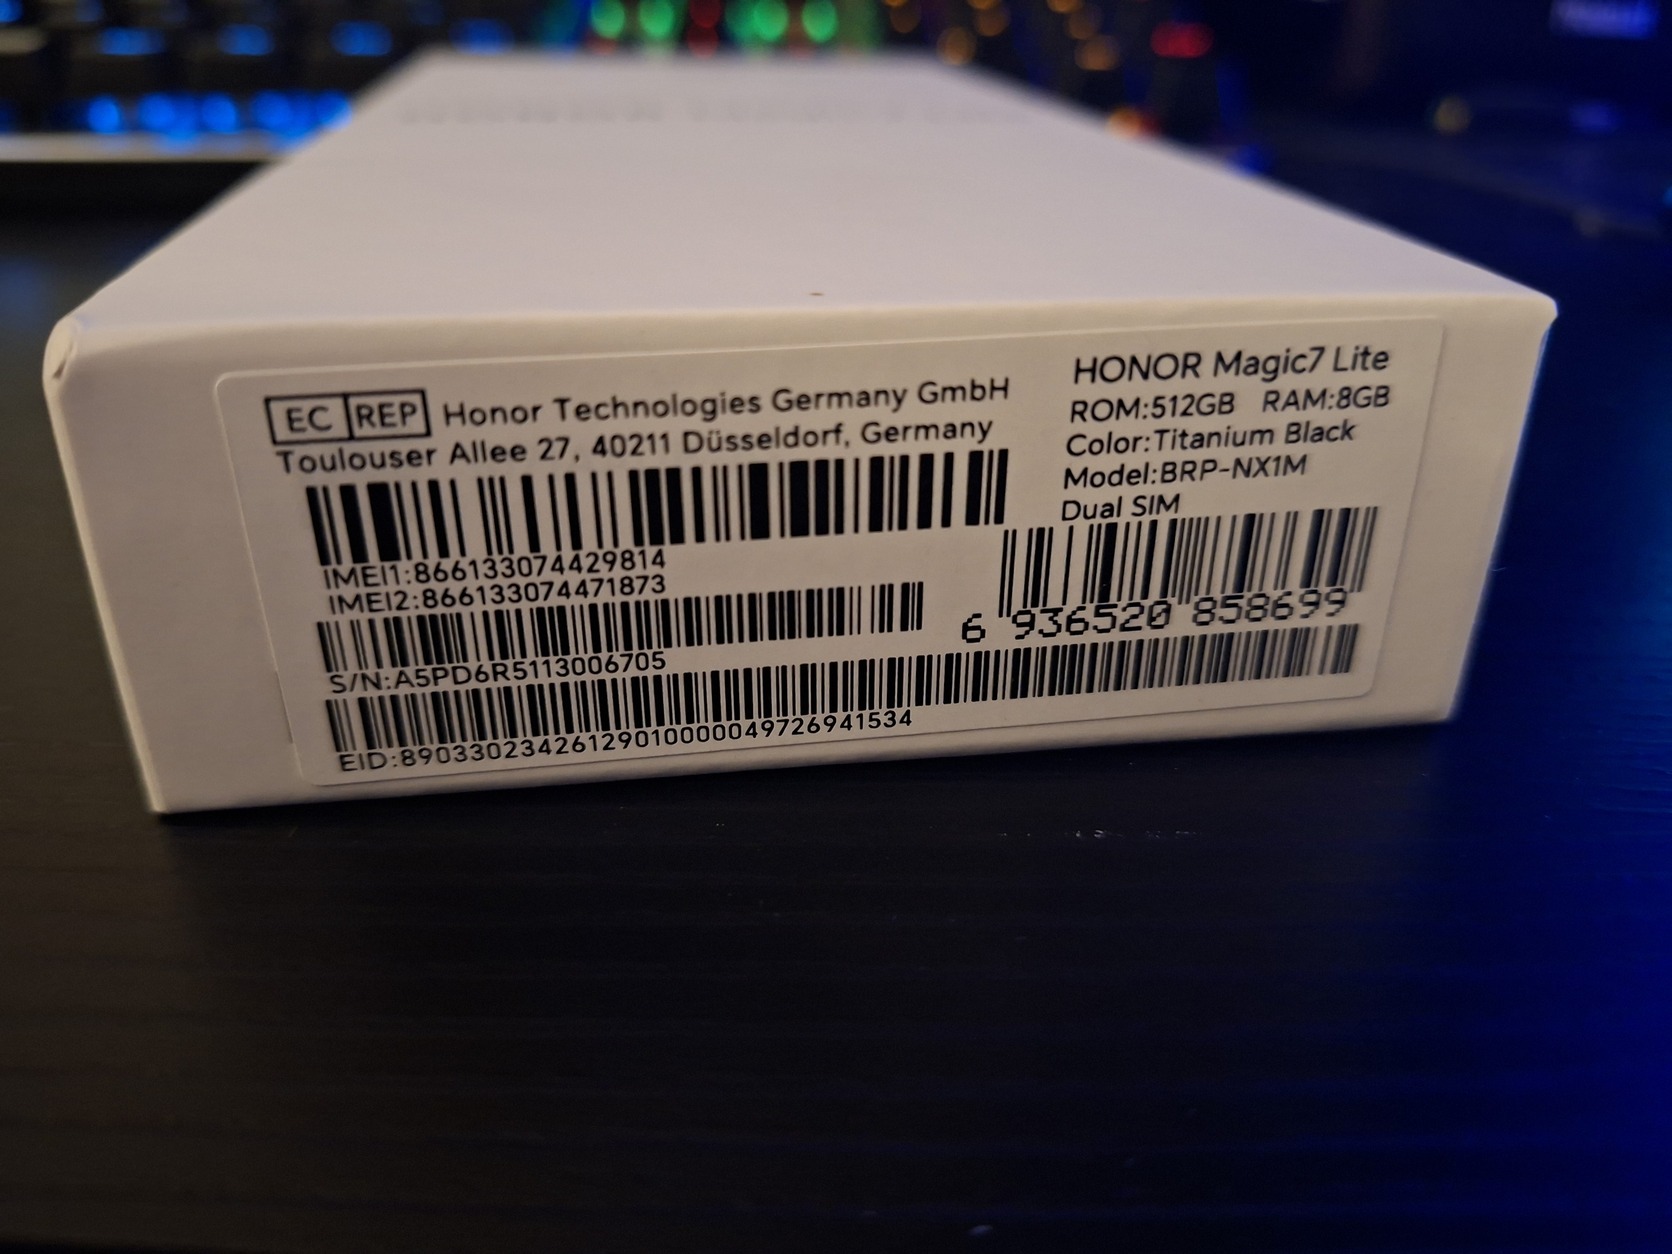 EC REP Honor Technologies Germany GmbH
Toulouser Allee 27, 40211 Düsseldorf, Germany
IMEI1:866133074429814
IMEI2:866133074471873
S/N:A5PD6R5113006705
EID:89033023426129010000049726941534
HONOR Magic7 Lite
ROM:512GB RAM:8GB
Color:Titanium Black
Model:BRP-NX1M
Dual SIM
6 936520 858699